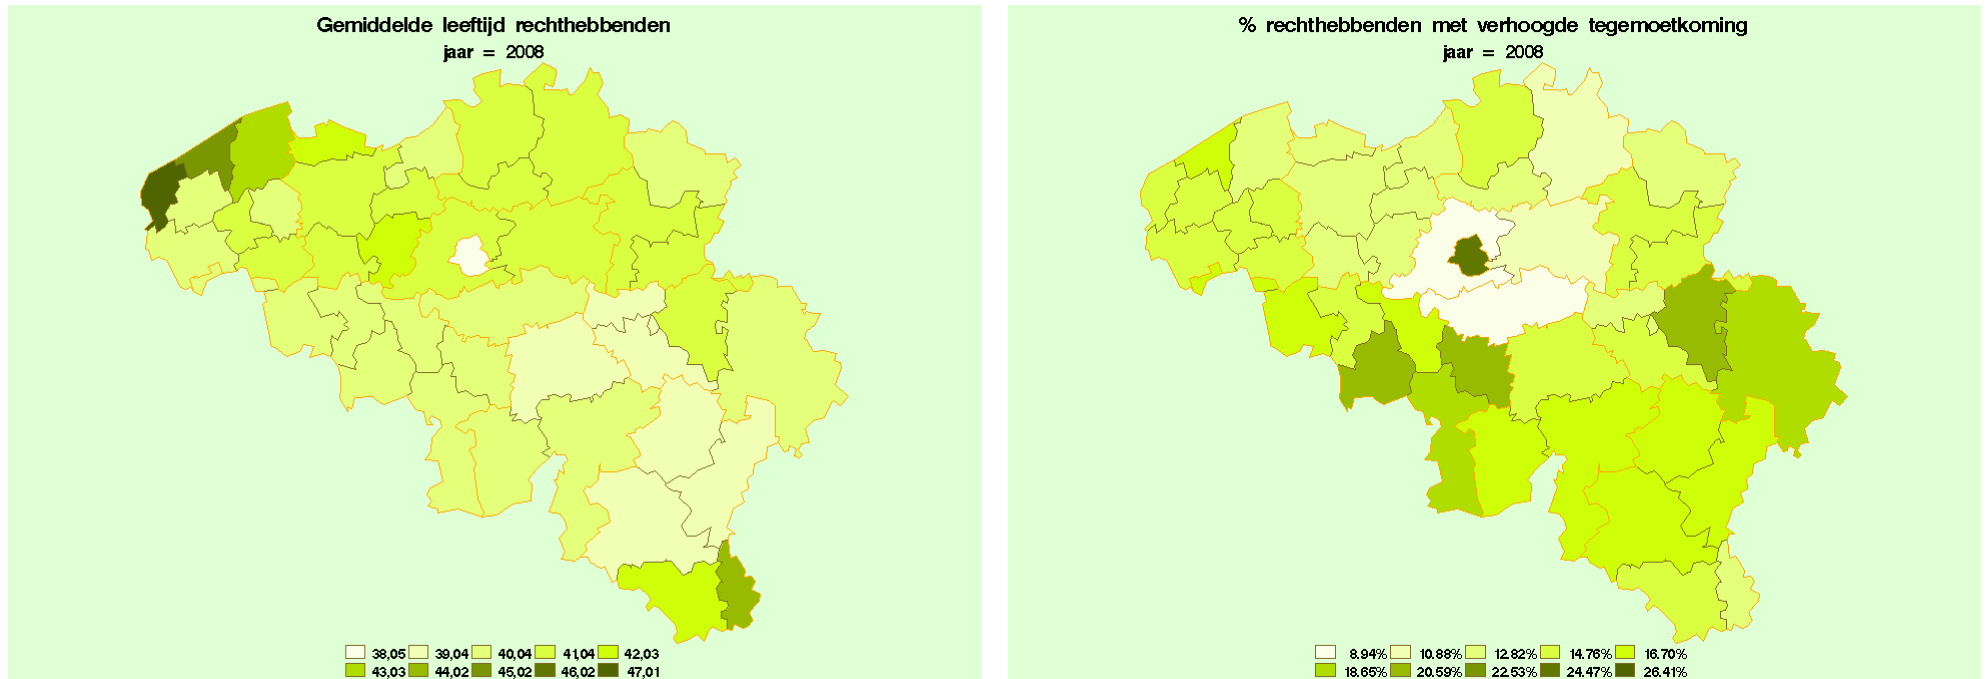 Gemiddelde leeftijd rechthebbenden
jaar = 2008
38,05 39,04 40,04 41,04 42,03
43,03 44,02 45,02 46,02 47,01
% rechthebbenden met verhoogde tegemoetkoming
jaar = 2008
8.94% 10.88% 12.82% 14.76% 16.70%
18.65% 20.59% 22.53% 24.47% 26.41%